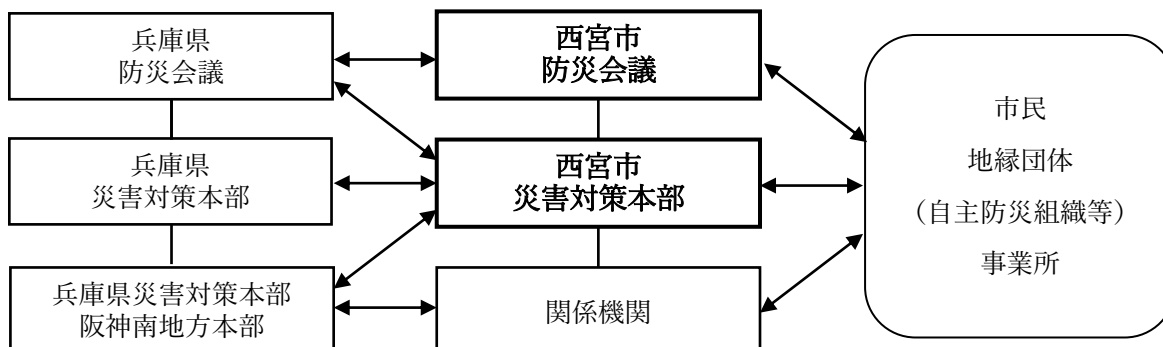 兵庫県
防災会議
西宮市
防災会議
兵庫県
災害対策本部
西宮市
災害対策本部
兵庫県災害対策本部
阪神南地方本部
関係機関
市民
地縁団体
（自主防災組織等）
事業所